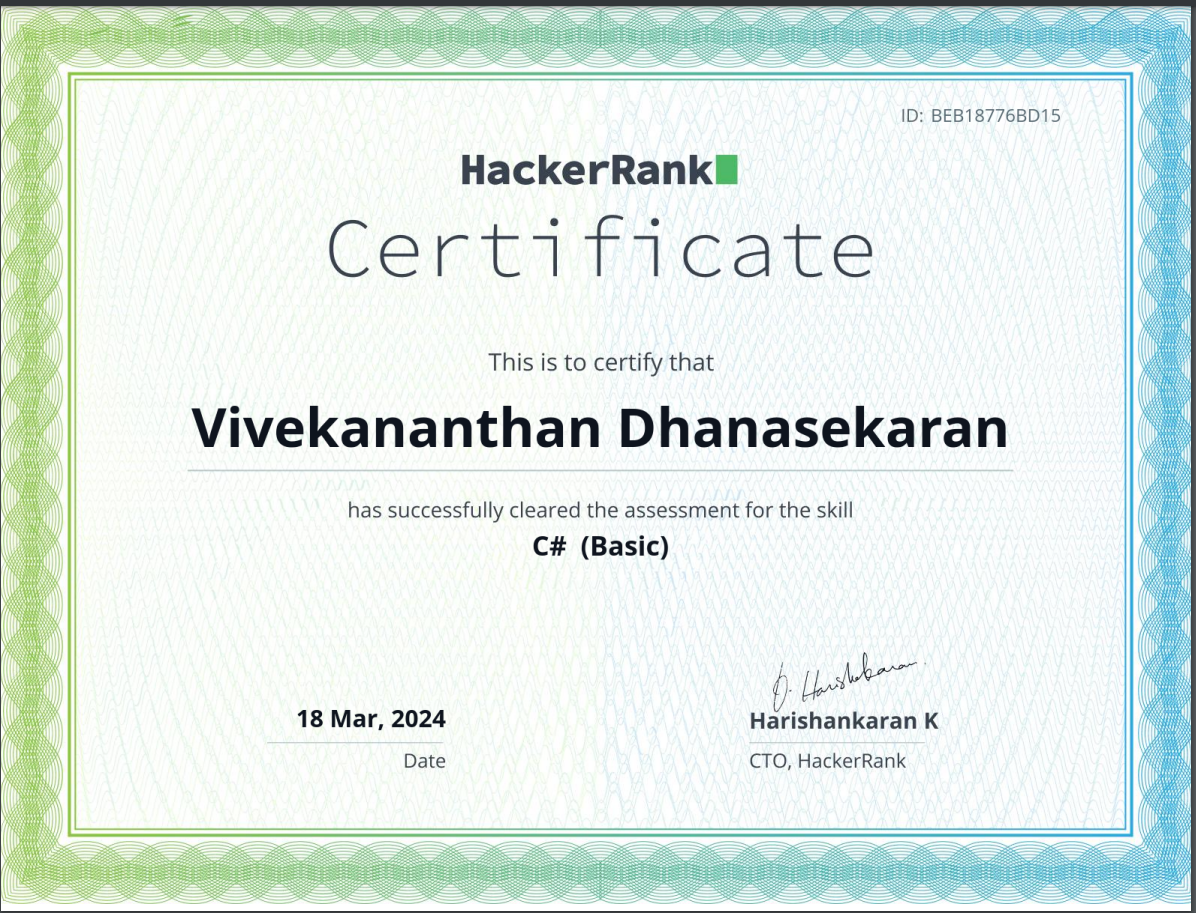 ID: BEB18776BD15
HackerRank
Certificate
This is to certify that
Vivekananthan Dhanasekaran
has successfully cleared the assessment for the skill
C# (Basic)
18 Mar, 2024
Date
Harishankaran K
CTO, HackerRank